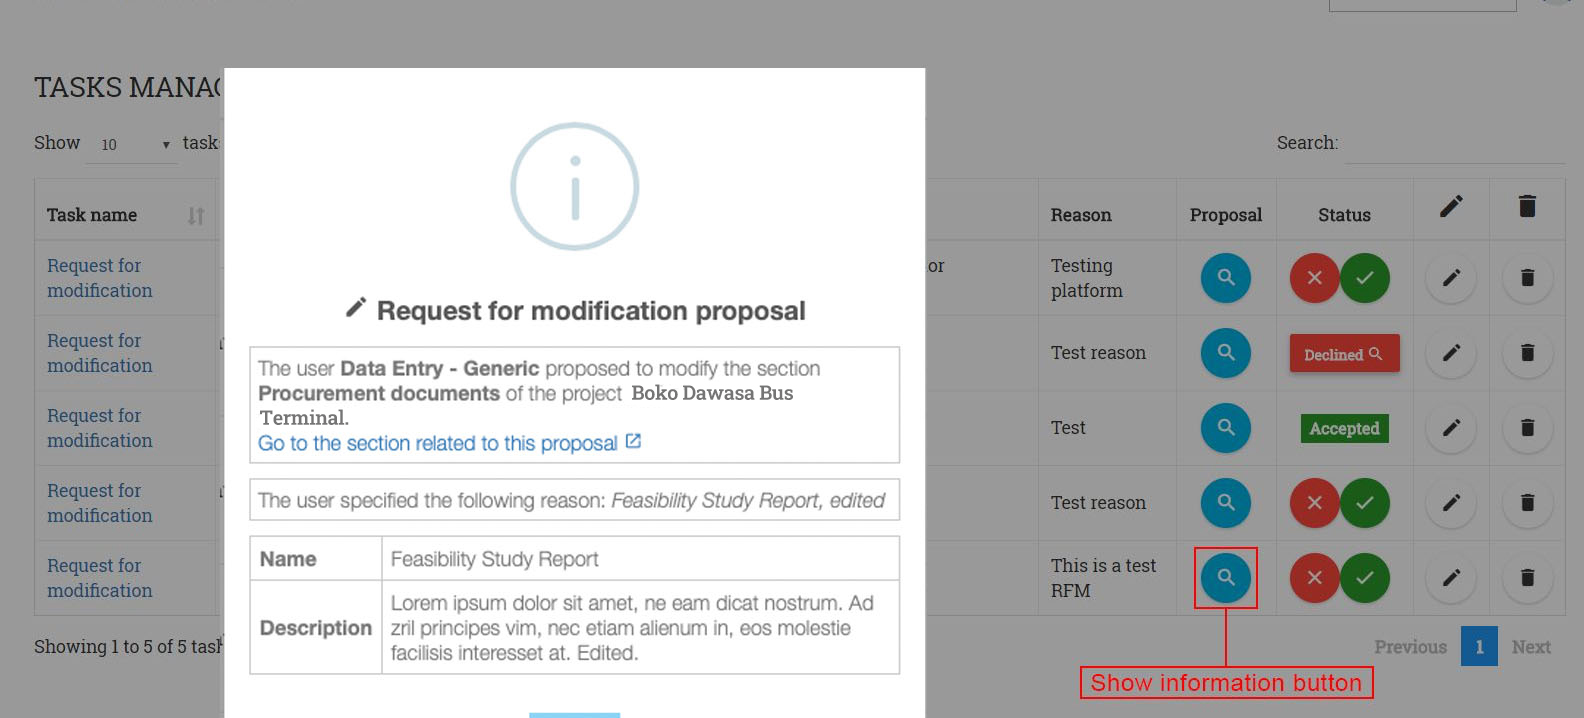 TASKS MANAG
Show 10 task
Search:
Task name
Reason Proposal Status
Request for
modification
or
Testing
platform
Request for
modification
Test reason
Declined
Request for
modification
Test
Accepted
Request for
modification
Test reason
Request for
modification
This is a test
RFM
Showing 1 to 5 of 5 task
Previous 1 Next
Show information button
Request for modification proposal
The user Data Entry - Generic proposed to modify the section
Procurement documents of the project Boko Dawasa Bus
Terminal.
Go to the section related to this proposal
The user specified the following reason: Feasibility Study Report, edited
Name Feasibility Study Report
Description
Lorem ipsum dolor sit amet, ne eam dicat nostrum. Ad
zril principes vim, nec etiam alienum in, eos molestie
facilisis interesset at. Edited.